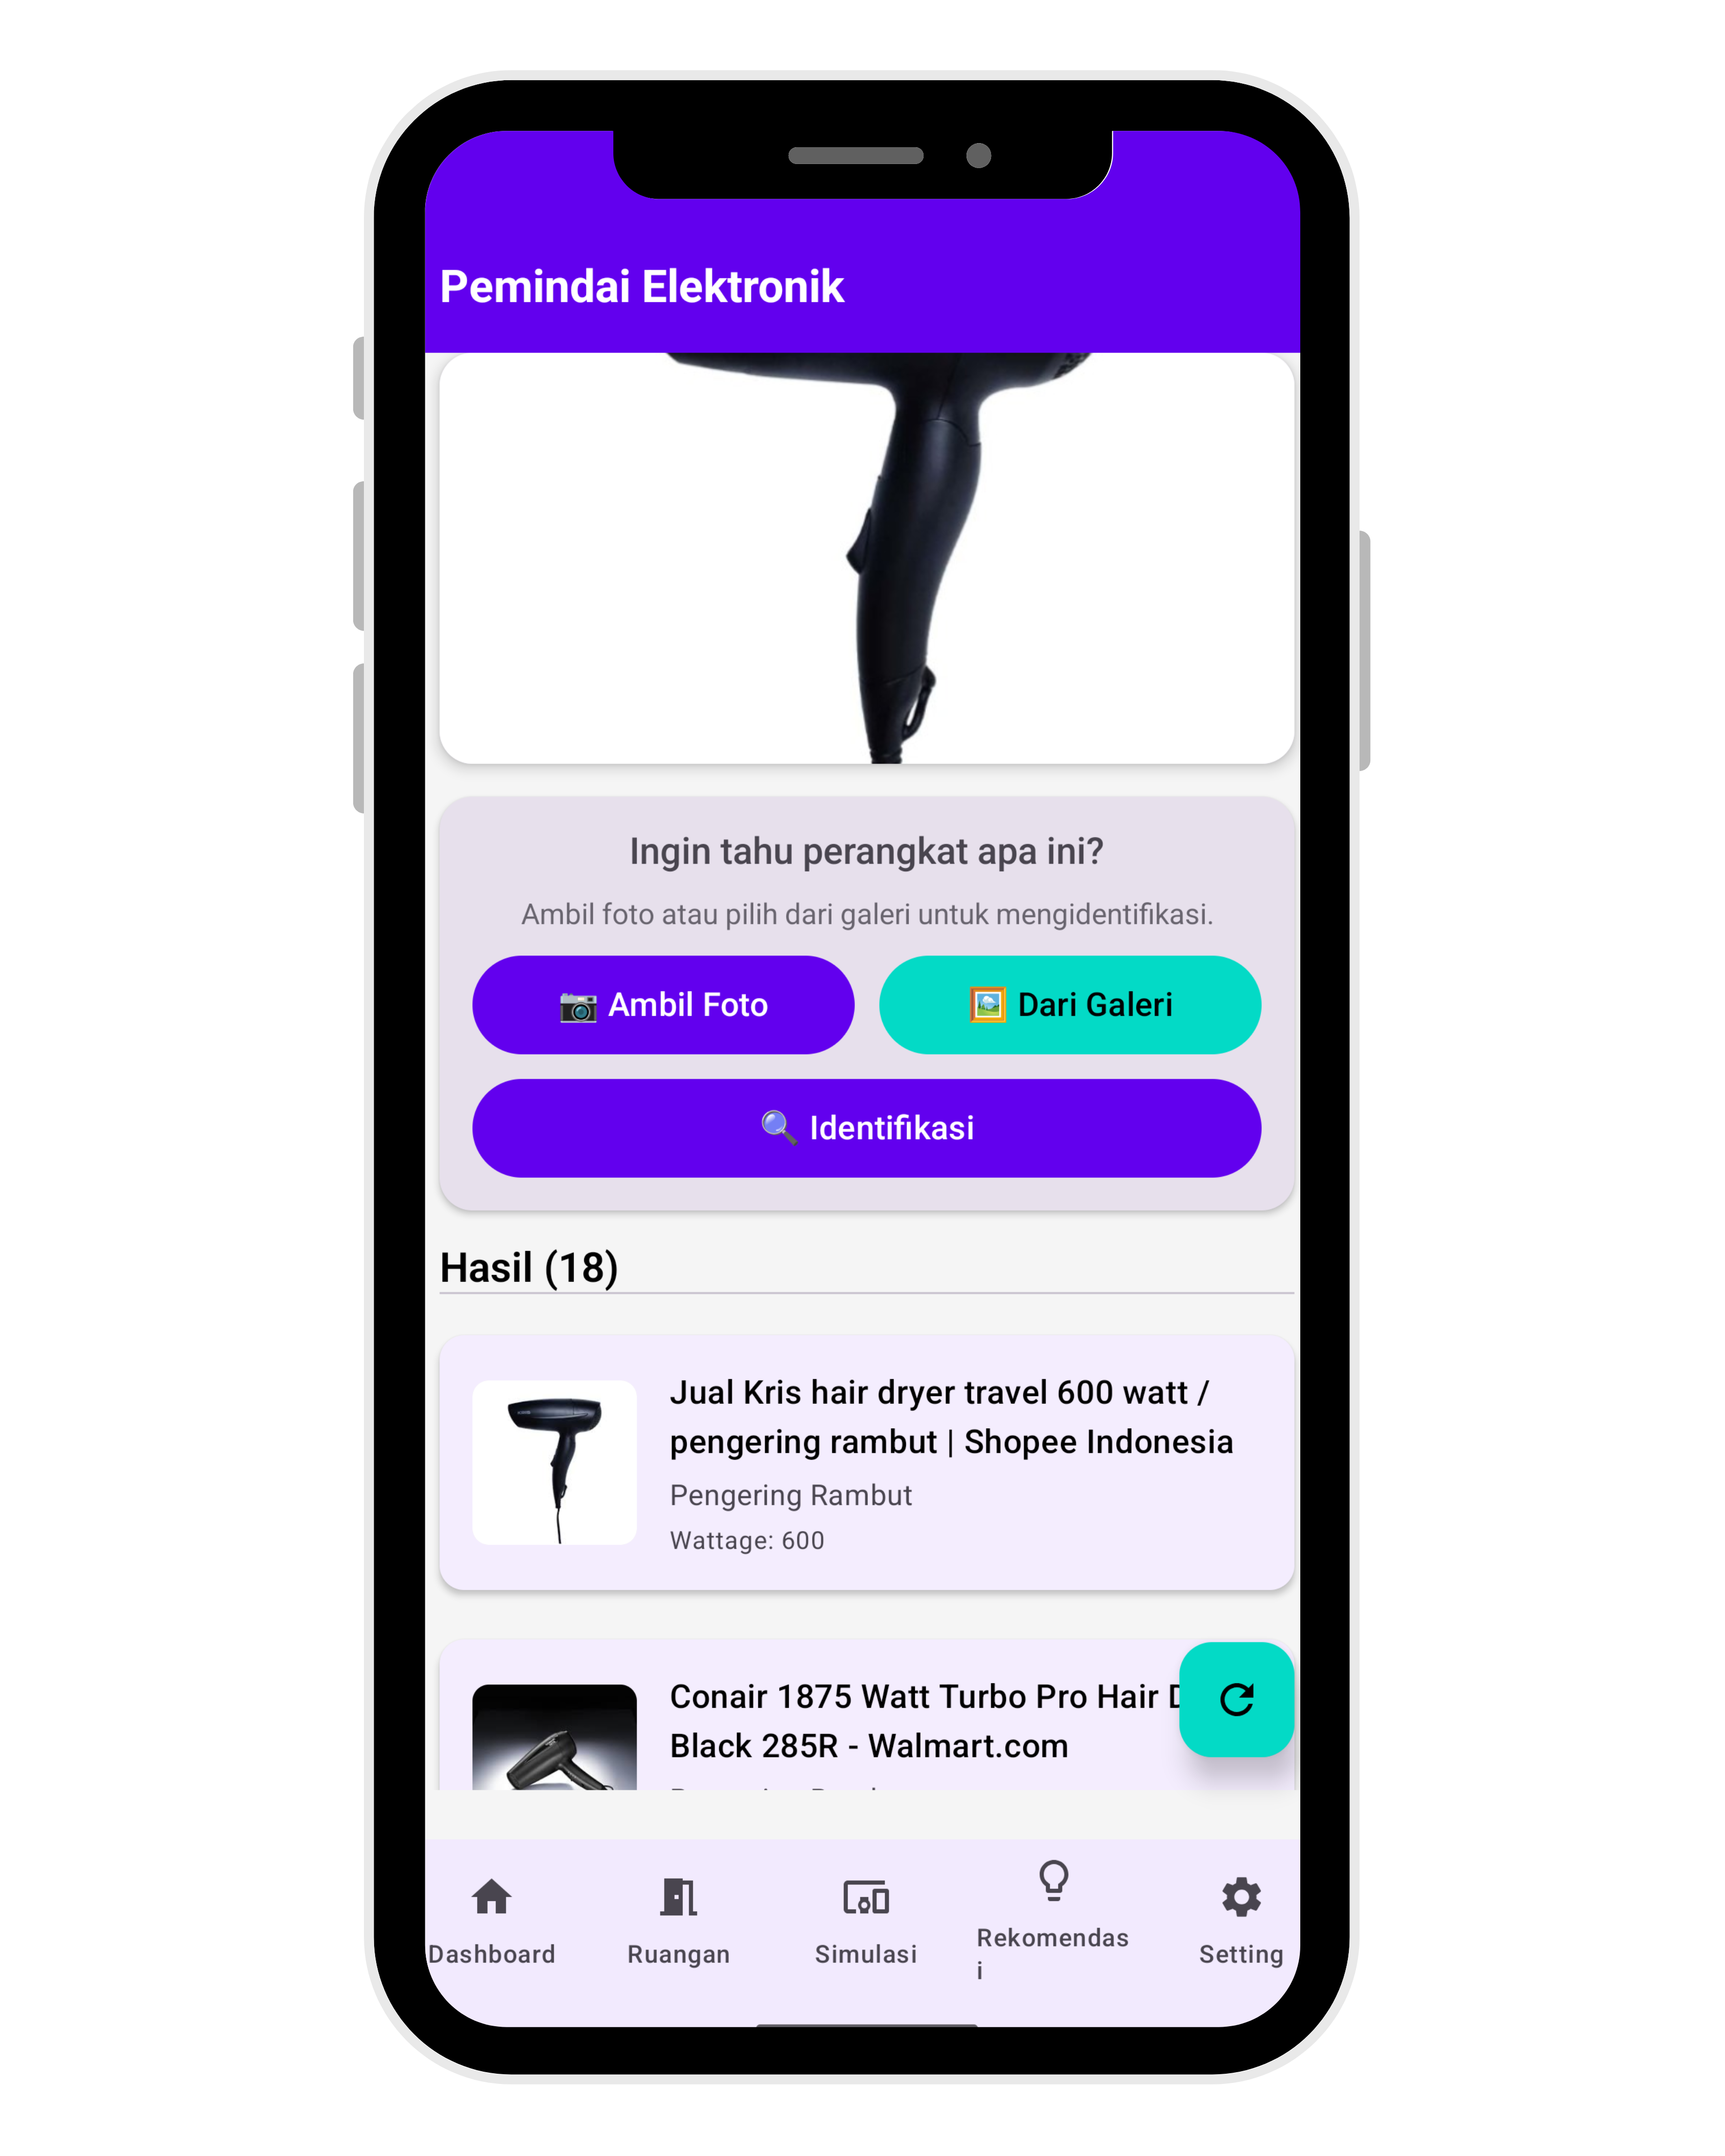 Pemindai Elektronik
Ingin tahu perangkat apa ini?
Ambil foto atau pilih dari galeri untuk mengidentifikasi.
Ambil Foto
Dari Galeri
Identifikasi
Hasil (18)
Jual Kris hair dryer travel 600 watt /
pengering rambut | Shopee Indonesia
Pengering Rambut
Wattage: 600
Conair 1875 Watt Turbo Pro Hair
Black 285R - Walmart.com
Dashboard
Ruangan
Simulasi
Rekomendas
i
Setting